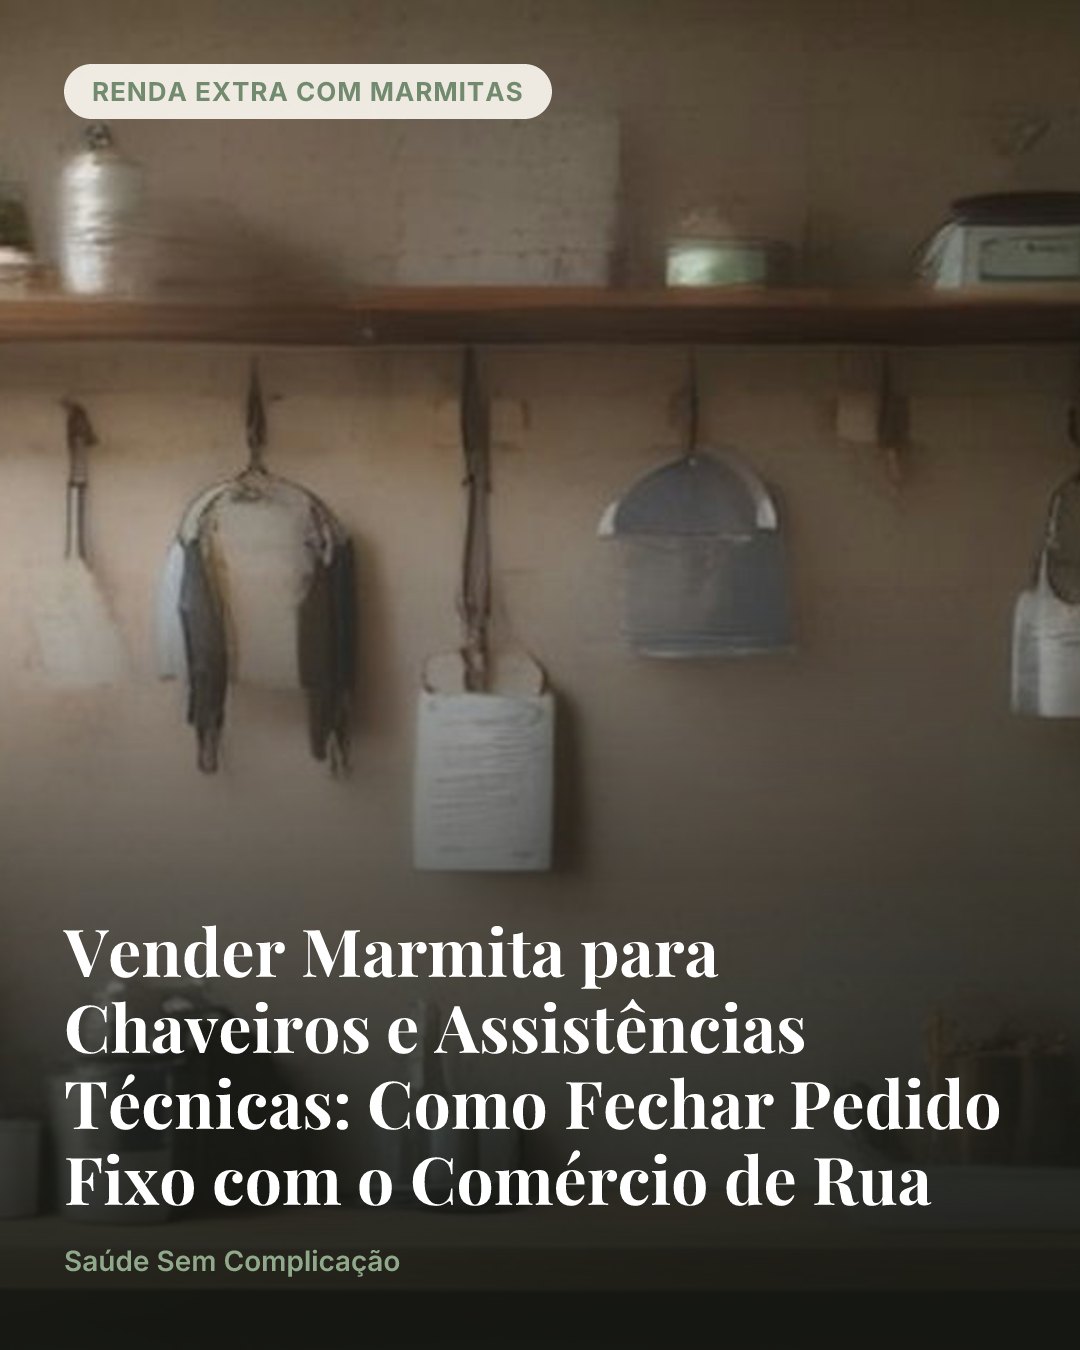 RENDA EXTRA COM MARMITAS
Vender Marmita para
Chaveiros e Assistências
Técnicas: Como Fechar Pedido
Fixo com o Comércio de Rua
Saúde Sem Complicação